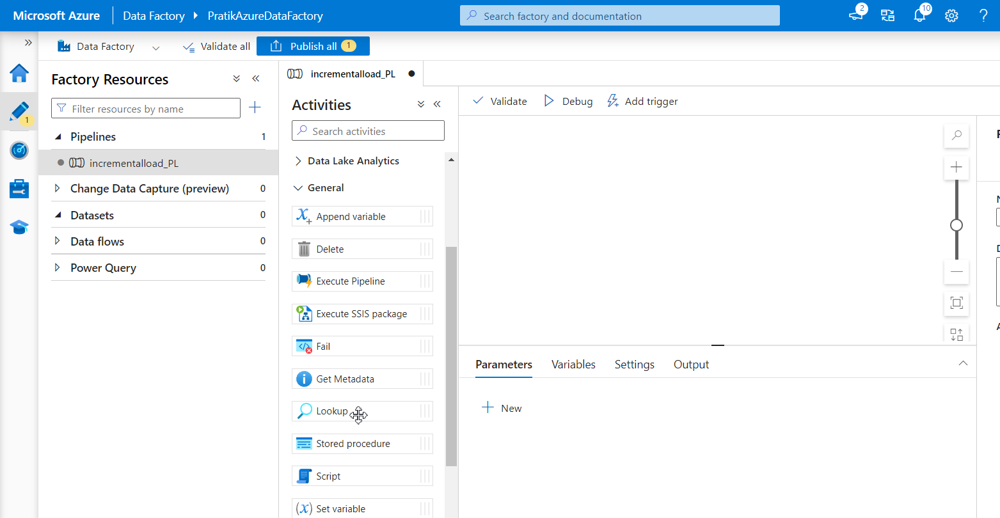 Microsoft Azure
Data Factory
PratikAzureDataFactory
Search factory and documentation
2
10
?
Data Factory
Validate all
Publish all
1
1
Factory Resources
Filter resources by name
Pipelines
1
incrementalload_PL
Change Data Capture (preview)
0
Datasets
0
Data flows
0
Power Query
0
incrementalload_PL
Activities
Search activities
Data Lake Analytics
General
Append variable
Delete
Execute Pipeline
Execute SSIS package
Fail
Get Metadata
Lookup
Stored procedure
Script
Set variable
Validate
Debug
Add trigger
Parameters
Variables
Settings
Output
New